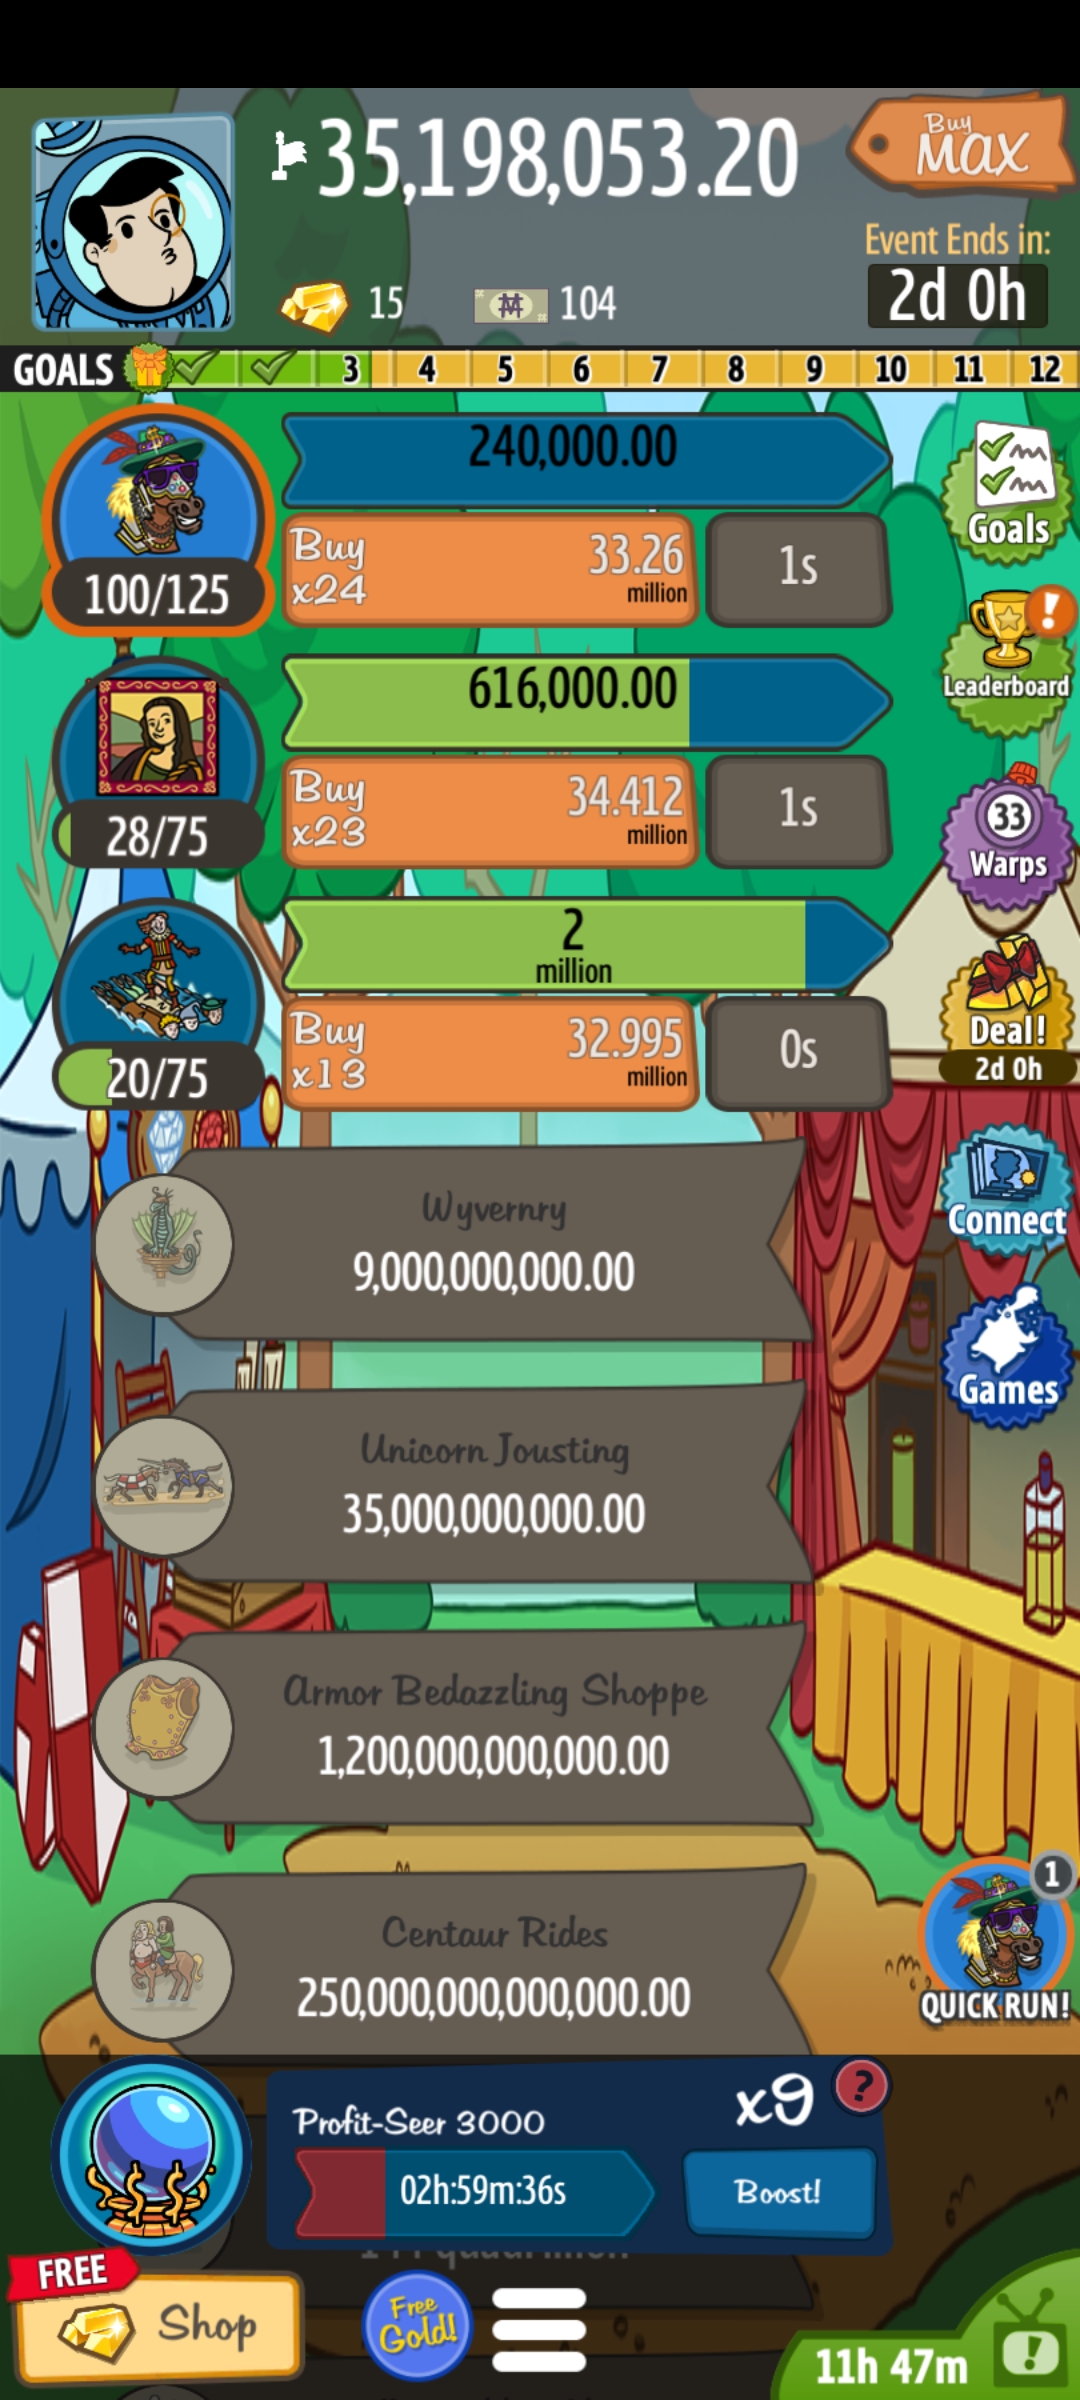 35,198,053.20
Buy
MAX
Event Ends in:
2d 0h
15
104
GOALS 3 4 5 6 7 8 9 10 11 12
240,000.00
Buy
x24
33.26
million
1s
100/125
Goals
616,000.00
Buy
x23
34.412
million
1s
28/75
!
Leaderboard
33
Warps
2
million
Buy
x13
32.995
million
0s
20/75
Deal!
2d 0h
Wyvernry
9,000,000,000.00
Connect
Unicorn Jousting
35,000,000,000.00
Games
Armor Bedazzling Shoppe
1,200,000,000,000.00
Centaur Rides
250,000,000,000,000.00
1
QUICK RUN!
Profit-Seer 3000
x9
?
02h:59m:36s
Boost!
FREE
Shop
Free
Gold!
11h 47m
!